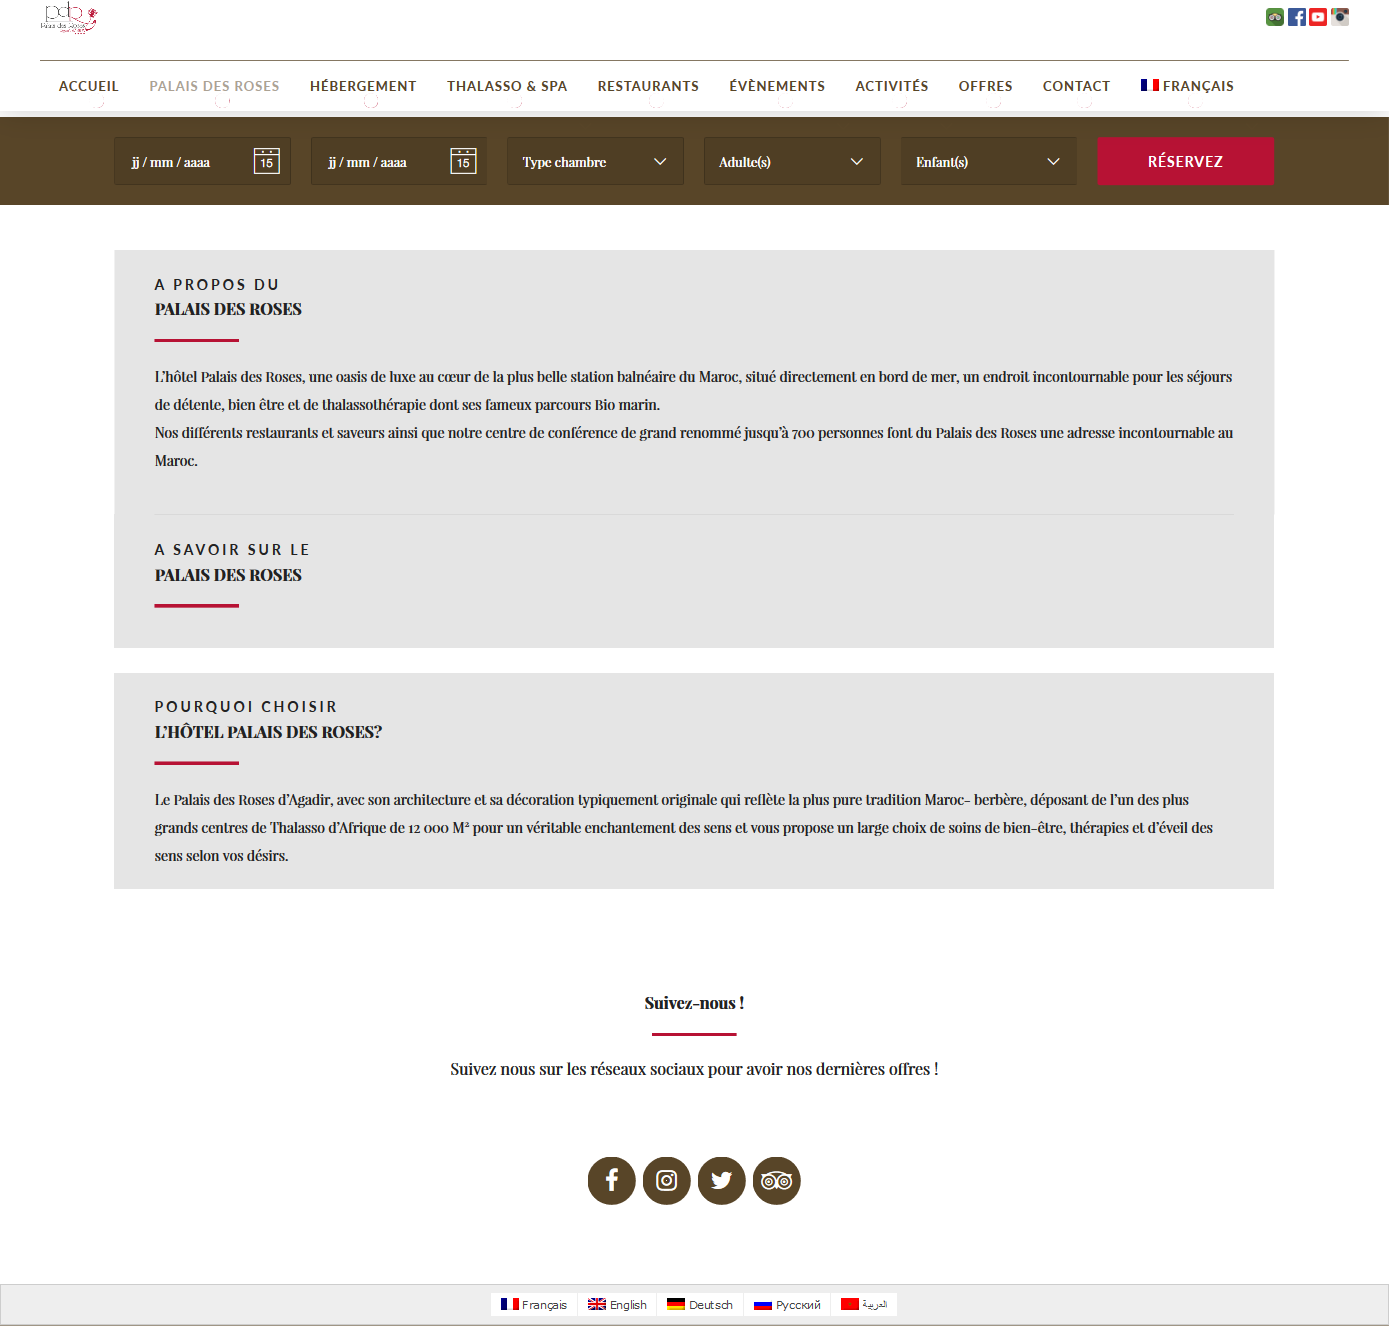 pdr
Palais des Roses
ACCUEIL PALAIS DES ROSES HÉBERGEMENT THALASSO & SPA RESTAURANTS ÉVÈNEMENTS ACTIVITÉS OFFRES CONTACT FRANÇAIS
jj / mm / aaaa 15 jj / mm / aaaa 15 Type chambre Adulte(s) Enfant(s) RÉSERVEZ
A PROPOS DU
PALAIS DES ROSES
L’hôtel Palais des Roses, une oasis de luxe au cœur de la plus belle station balnéaire du Maroc, situé directement en bord de mer, un endroit incontournable pour les séjours
de détente, bien être et de thalassothérapie dont ses fameux parcours Bio marin.
Nos différents restaurants et saveurs ainsi que notre centre de conférence de grand renommé jusqu’à 700 personnes font du Palais des Roses une adresse incontournable au
Maroc.
A SAVOIR SUR LE
PALAIS DES ROSES
POURQUOI CHOISIR
L’HÔTEL PALAIS DES ROSES?
Le Palais des Roses d’Agadir, avec son architecture et sa décoration typiquement originale qui reflète la plus pure tradition Maroc- berbère, déposant de l’un des plus
grands centres de Thalasso d’Afrique de 12 000 M² pour un véritable enchantement des sens et vous propose un large choix de soins de bien-être, thérapies et d’éveil des
sens selon vos désirs.
Suivez-nous !
Suivez nous sur les réseaux sociaux pour avoir nos dernières offres !
Français English Deutsch Русский العربية